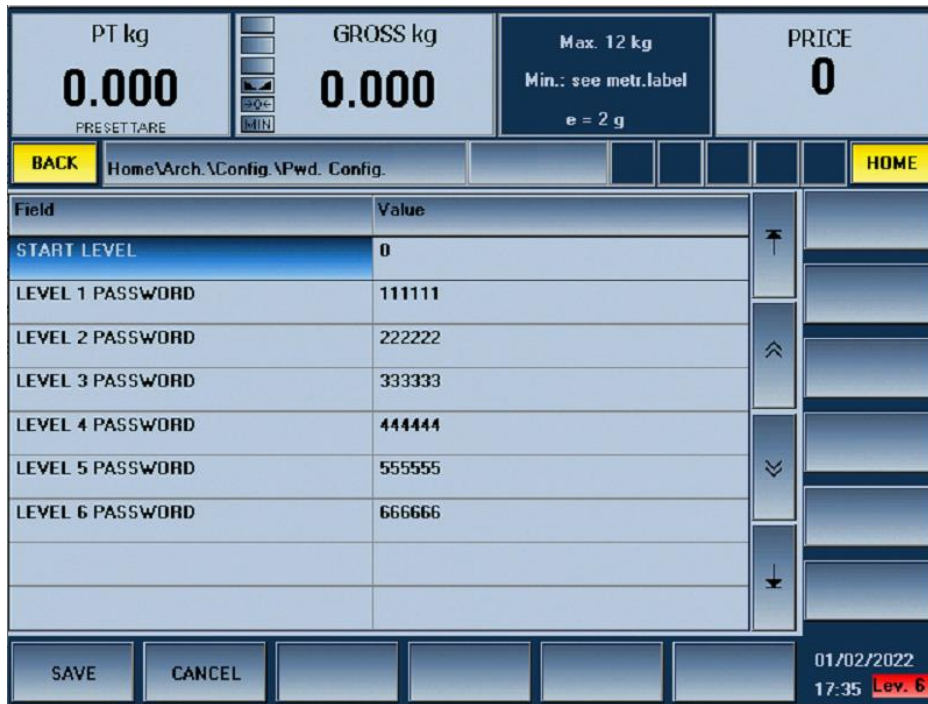 PT kg
0.000
PRESET TARE
MIN
GROSS kg
0.000
Max. 12 kg
Min.: see metr.label
e = 2 g
PRICE
0
BACK
Home\Arch.\Config.\Pwd. Config.
HOME
Field Value
START LEVEL 0
LEVEL 1 PASSWORD 111111
LEVEL 2 PASSWORD 222222
LEVEL 3 PASSWORD 333333
LEVEL 4 PASSWORD 444444
LEVEL 5 PASSWORD 555555
LEVEL 6 PASSWORD 666666
SAVE
CANCEL
01/02/2022
17:35 Lev. 6